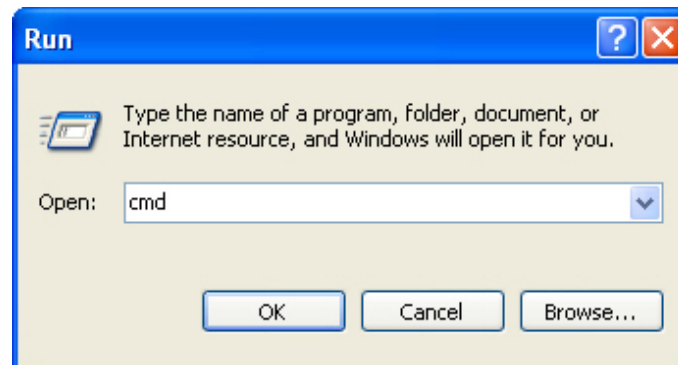 Run
Type the name of a program, folder, document, or
Internet resource, and Windows will open it for you.
Open: cmd
OK Cancel Browse...